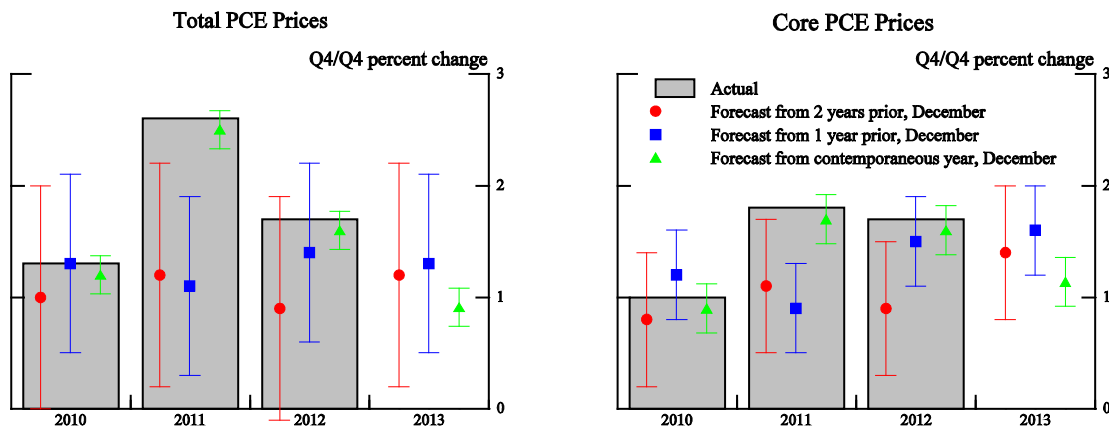 Total PCE Prices
Q4/Q4 percent change
3
2
1
0
2010 2011 2012 2013
Core PCE Prices
Q4/Q4 percent change
Actual
Forecast from 2 years prior, December
Forecast from 1 year prior, December
Forecast from contemporaneous year, December
3
2
1
0
2010 2011 2012 2013